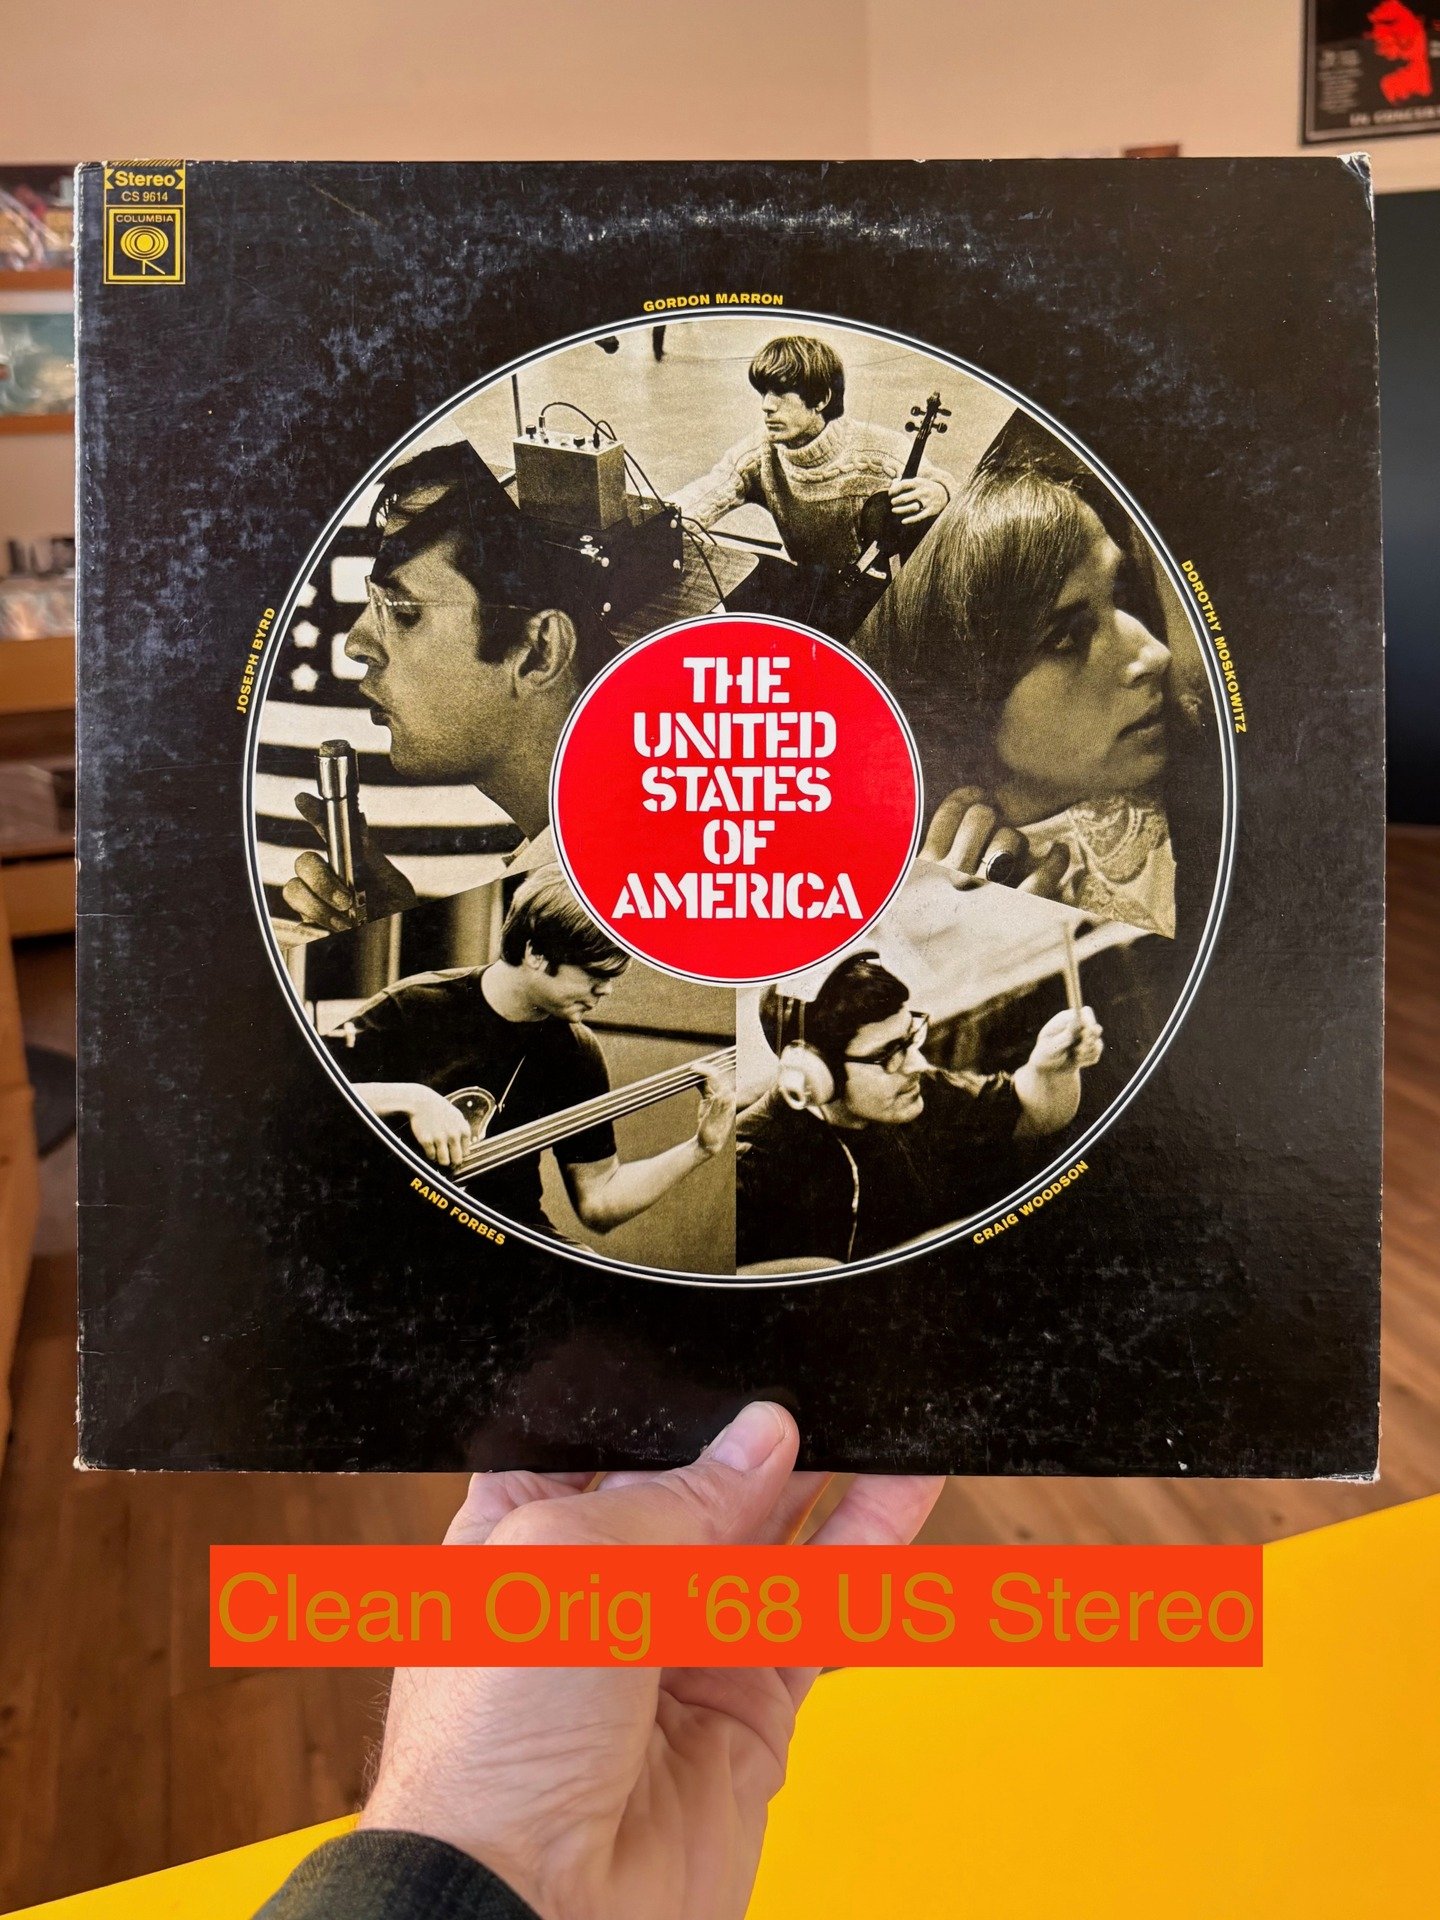 Stereo
CS 9614
COLUMBIA
GORDON MARRON
JOSEPH BYRD
DOROTHY MOSKOWITZ
THE
UNITED
STATES
OF
AMERICA
RAND FORBES
CRAIG WOODSON
Clean Orig ‘68 US Stereo